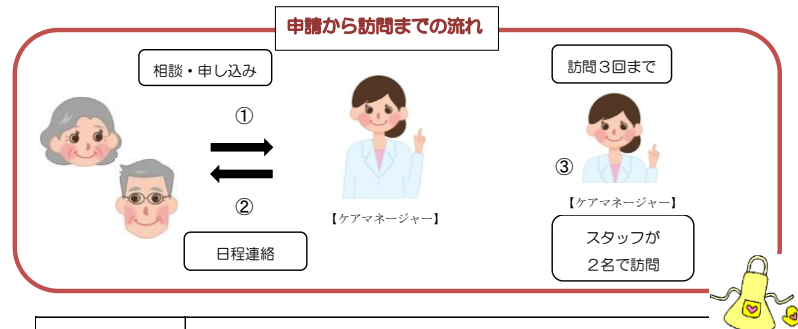 申請から訪問までの流れ
相談・申し込み
①
②
日程連絡
【ケアマネージャー】
訪問３回まで
③
【ケアマネージャー】
スタッフが
２名で訪問